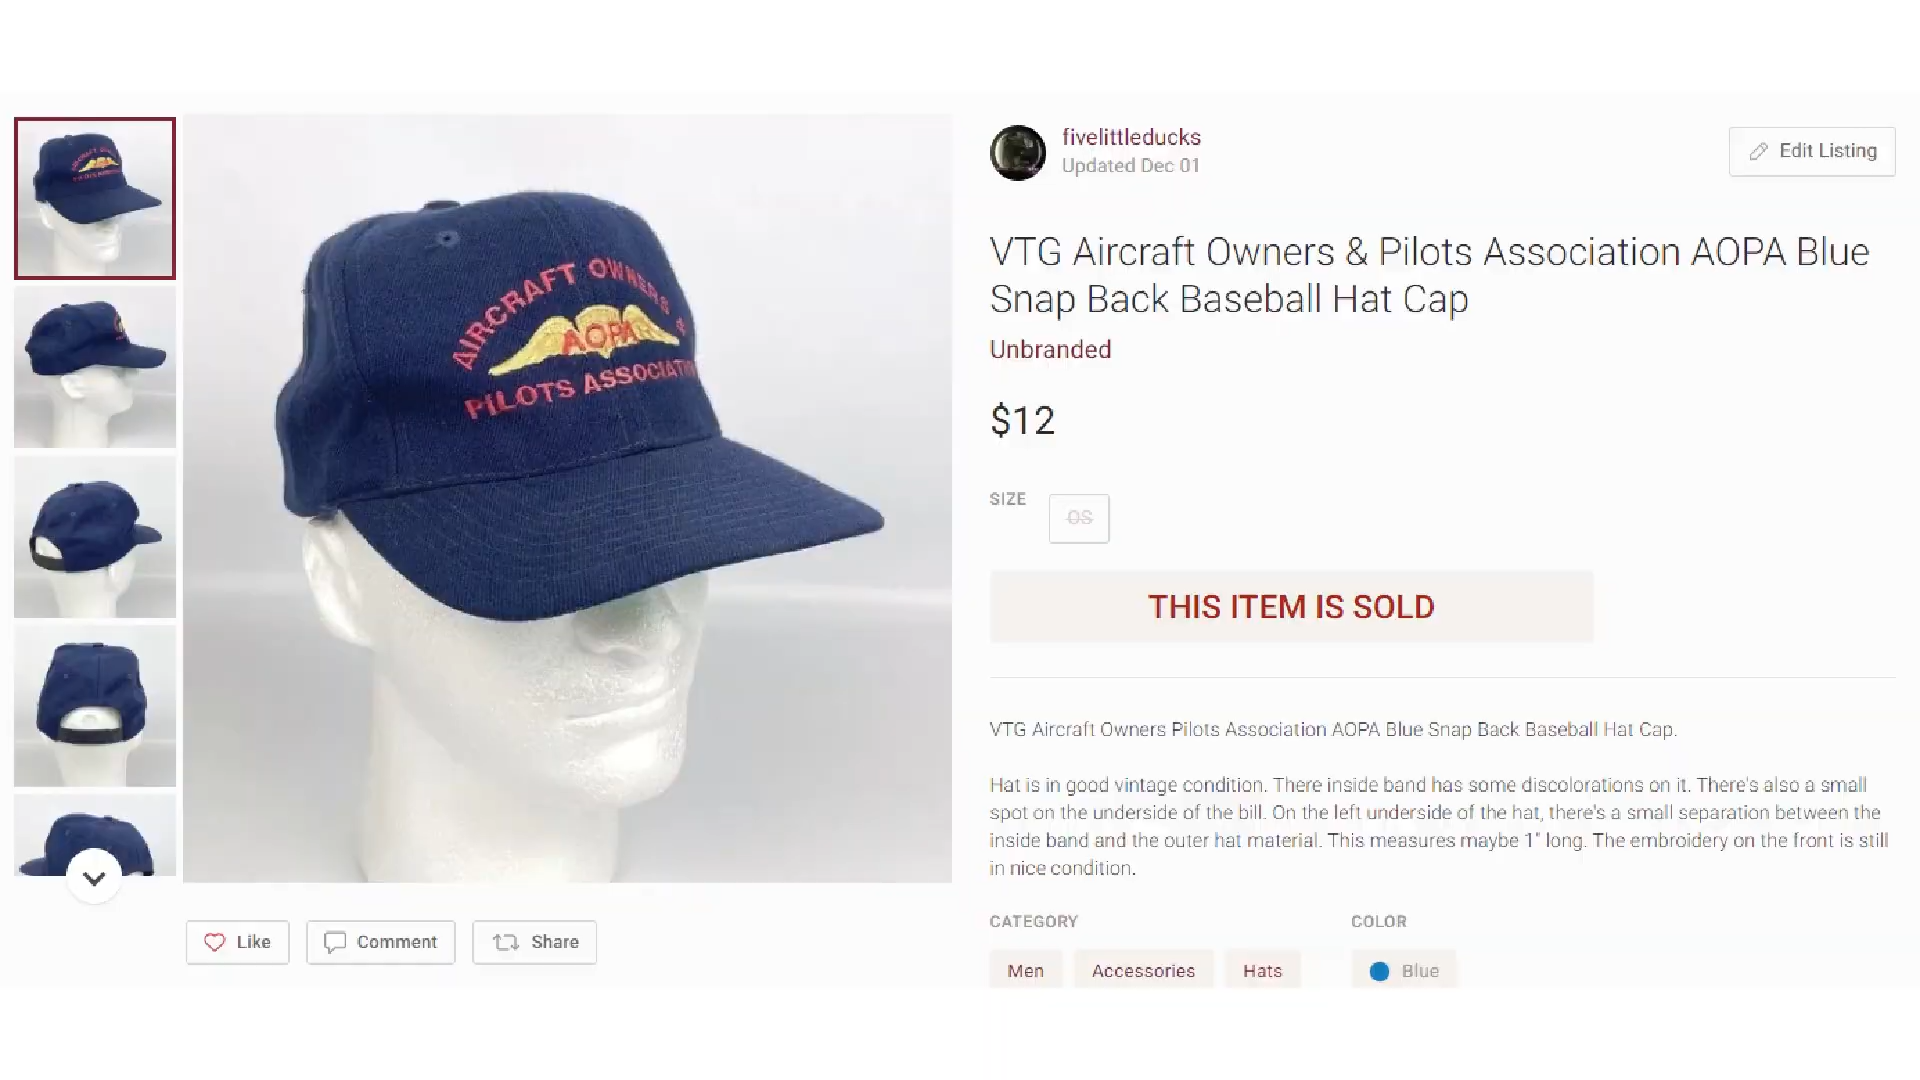 fivelittleducks
Updated Dec 01
Edit Listing
VTG Aircraft Owners & Pilots Association AOPA Blue
Snap Back Baseball Hat Cap
Unbranded
$12
SIZE
OS
THIS ITEM IS SOLD
VTG Aircraft Owners Pilots Association AOPA Blue Snap Back Baseball Hat Cap.
Hat is in good vintage condition. There inside band has some discolorations on it. There's also a small
spot on the underside of the bill. On the left underside of the hat, there's a small separation between the
inside band and the outer hat material. This measures maybe 1" long. The embroidery on the front is still
in nice condition.
CATEGORY
COLOR
Men
Accessories
Hats
Blue
AIRCRAFT OWNERS &
AOPA
PILOTS ASSOCIATION
Like
Comment
Share